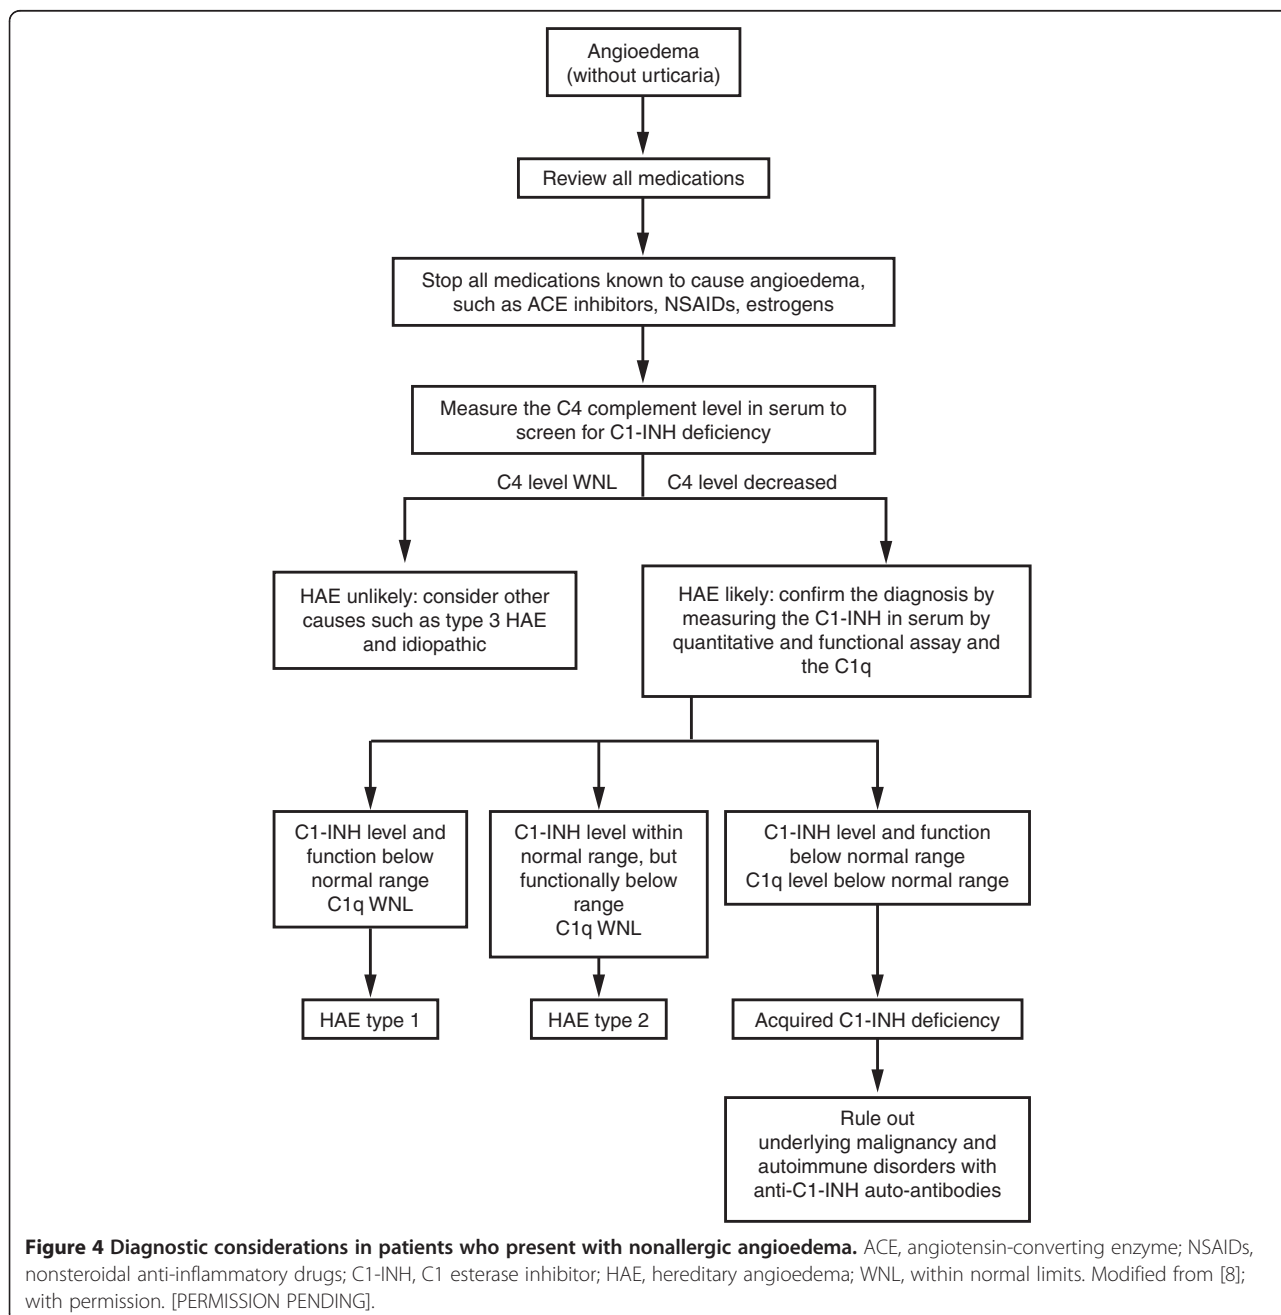 Angioedema
(without urticaria)
Review all medications
Stop all medications known to cause angioedema,
such as ACE inhibitors, NSAIDs, estrogens
Measure the C4 complement level in serum to
screen for C1-INH deficiency
C4 level WNL
C4 level decreased
HAE unlikely: consider other
causes such as type 3 HAE
and idiopathic
HAE likely: confirm the diagnosis by
measuring the C1-INH in serum by
quantitative and functional assay and
the C1q
C1-INH level and
function below
normal range
C1q WNL
C1-INH level within
normal range, but
functionally below
range
C1q WNL
C1-INH level and function
below normal range
C1q level below normal range
HAE type 1
HAE type 2
Acquired C1-INH deficiency
Rule out
underlying malignancy and
autoimmune disorders with
anti-C1-INH auto-antibodies
Figure 4 Diagnostic considerations in patients who present with nonallergic angioedema. ACE, angiotensin-converting enzyme; NSAIDs,
nonsteroidal anti-inflammatory drugs; C1-INH, C1 esterase inhibitor; HAE, hereditary angioedema; WNL, within normal limits. Modified from [8];
with permission. [PERMISSION PENDING].